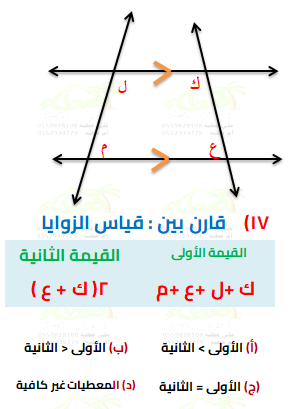 ل ك
م ع
١٧) قارن بين : قياس الزوايا
القيمة الأولى القيمة الثانية
ك +ل +ع +م ٢( ك + ع )
(أ) الأولى > الثانية (ب) الأولى < الثانية
(ج) الأولى = الثانية (د) المعطيات غير كافية